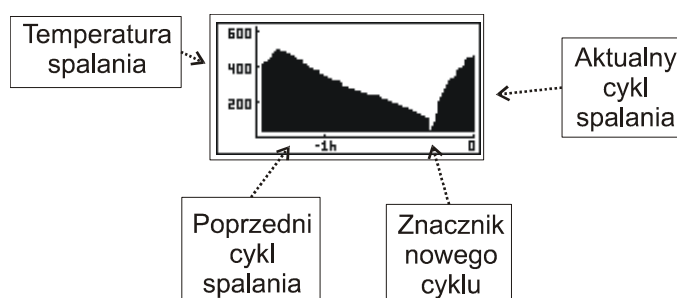 Temperatura
spalania
600
400
200
-1h
0
Aktualny
cykl
spalania
Poprzedni
cykl
spalania
Znacznik
nowego
cyklu